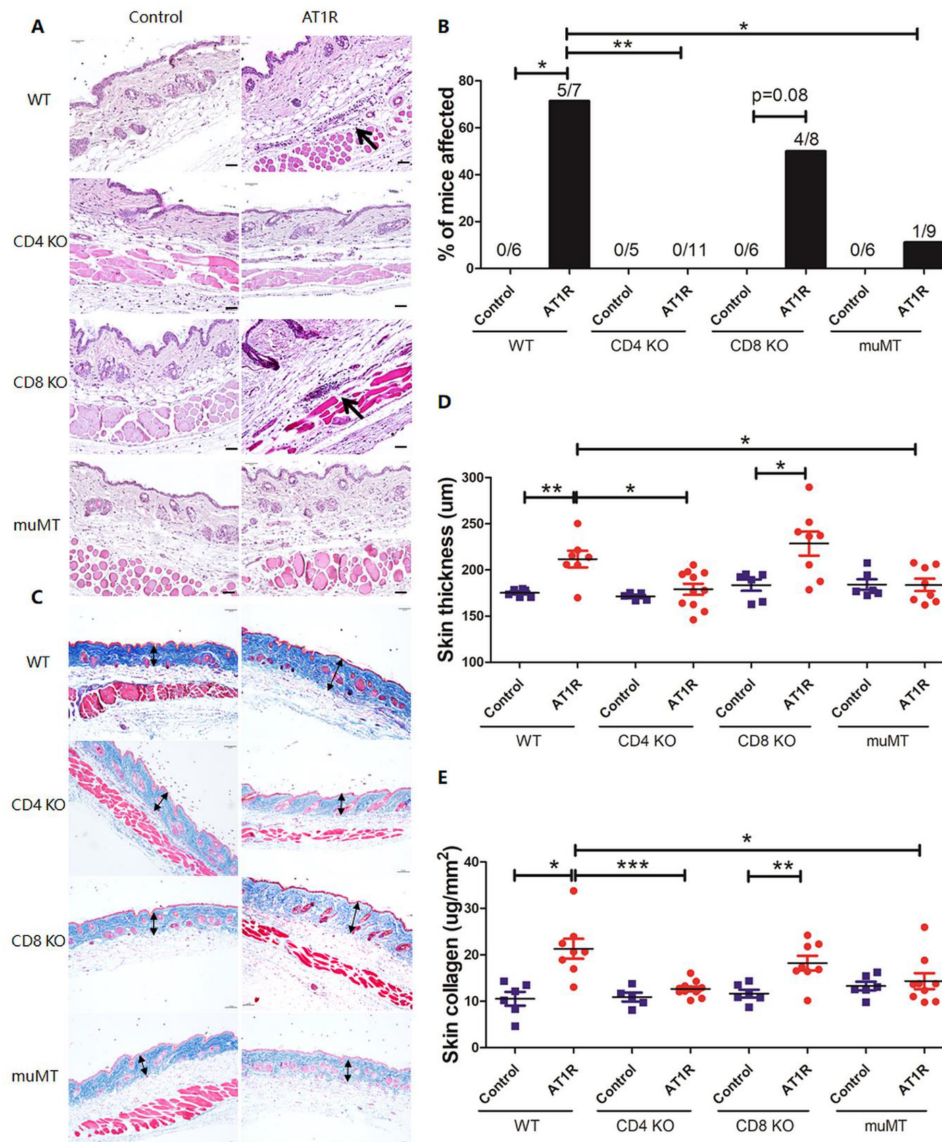 Control AT1R
A
WT
CD4 KO
CD8 KO
muMT
C
WT
CD4 KO
CD8 KO
muMT
B
*
**
*
p=0.08
5/7
4/8
1/9
0/6 0/5 0/11 0/6 0/6
% of mice affected
80
60
40
20
0
Control AT1R Control AT1R Control AT1R Control AT1R
WT CD4 KO CD8 KO muMT
D
*
** * *
Skin thickness (um)
300
250
200
150
100
Control AT1R Control AT1R Control AT1R Control AT1R
WT CD4 KO CD8 KO muMT
E
*
* *** **
Skin collagen (ug/mm²)
40
30
20
10
0
Control AT1R Control AT1R Control AT1R Control AT1R
WT CD4 KO CD8 KO muMT